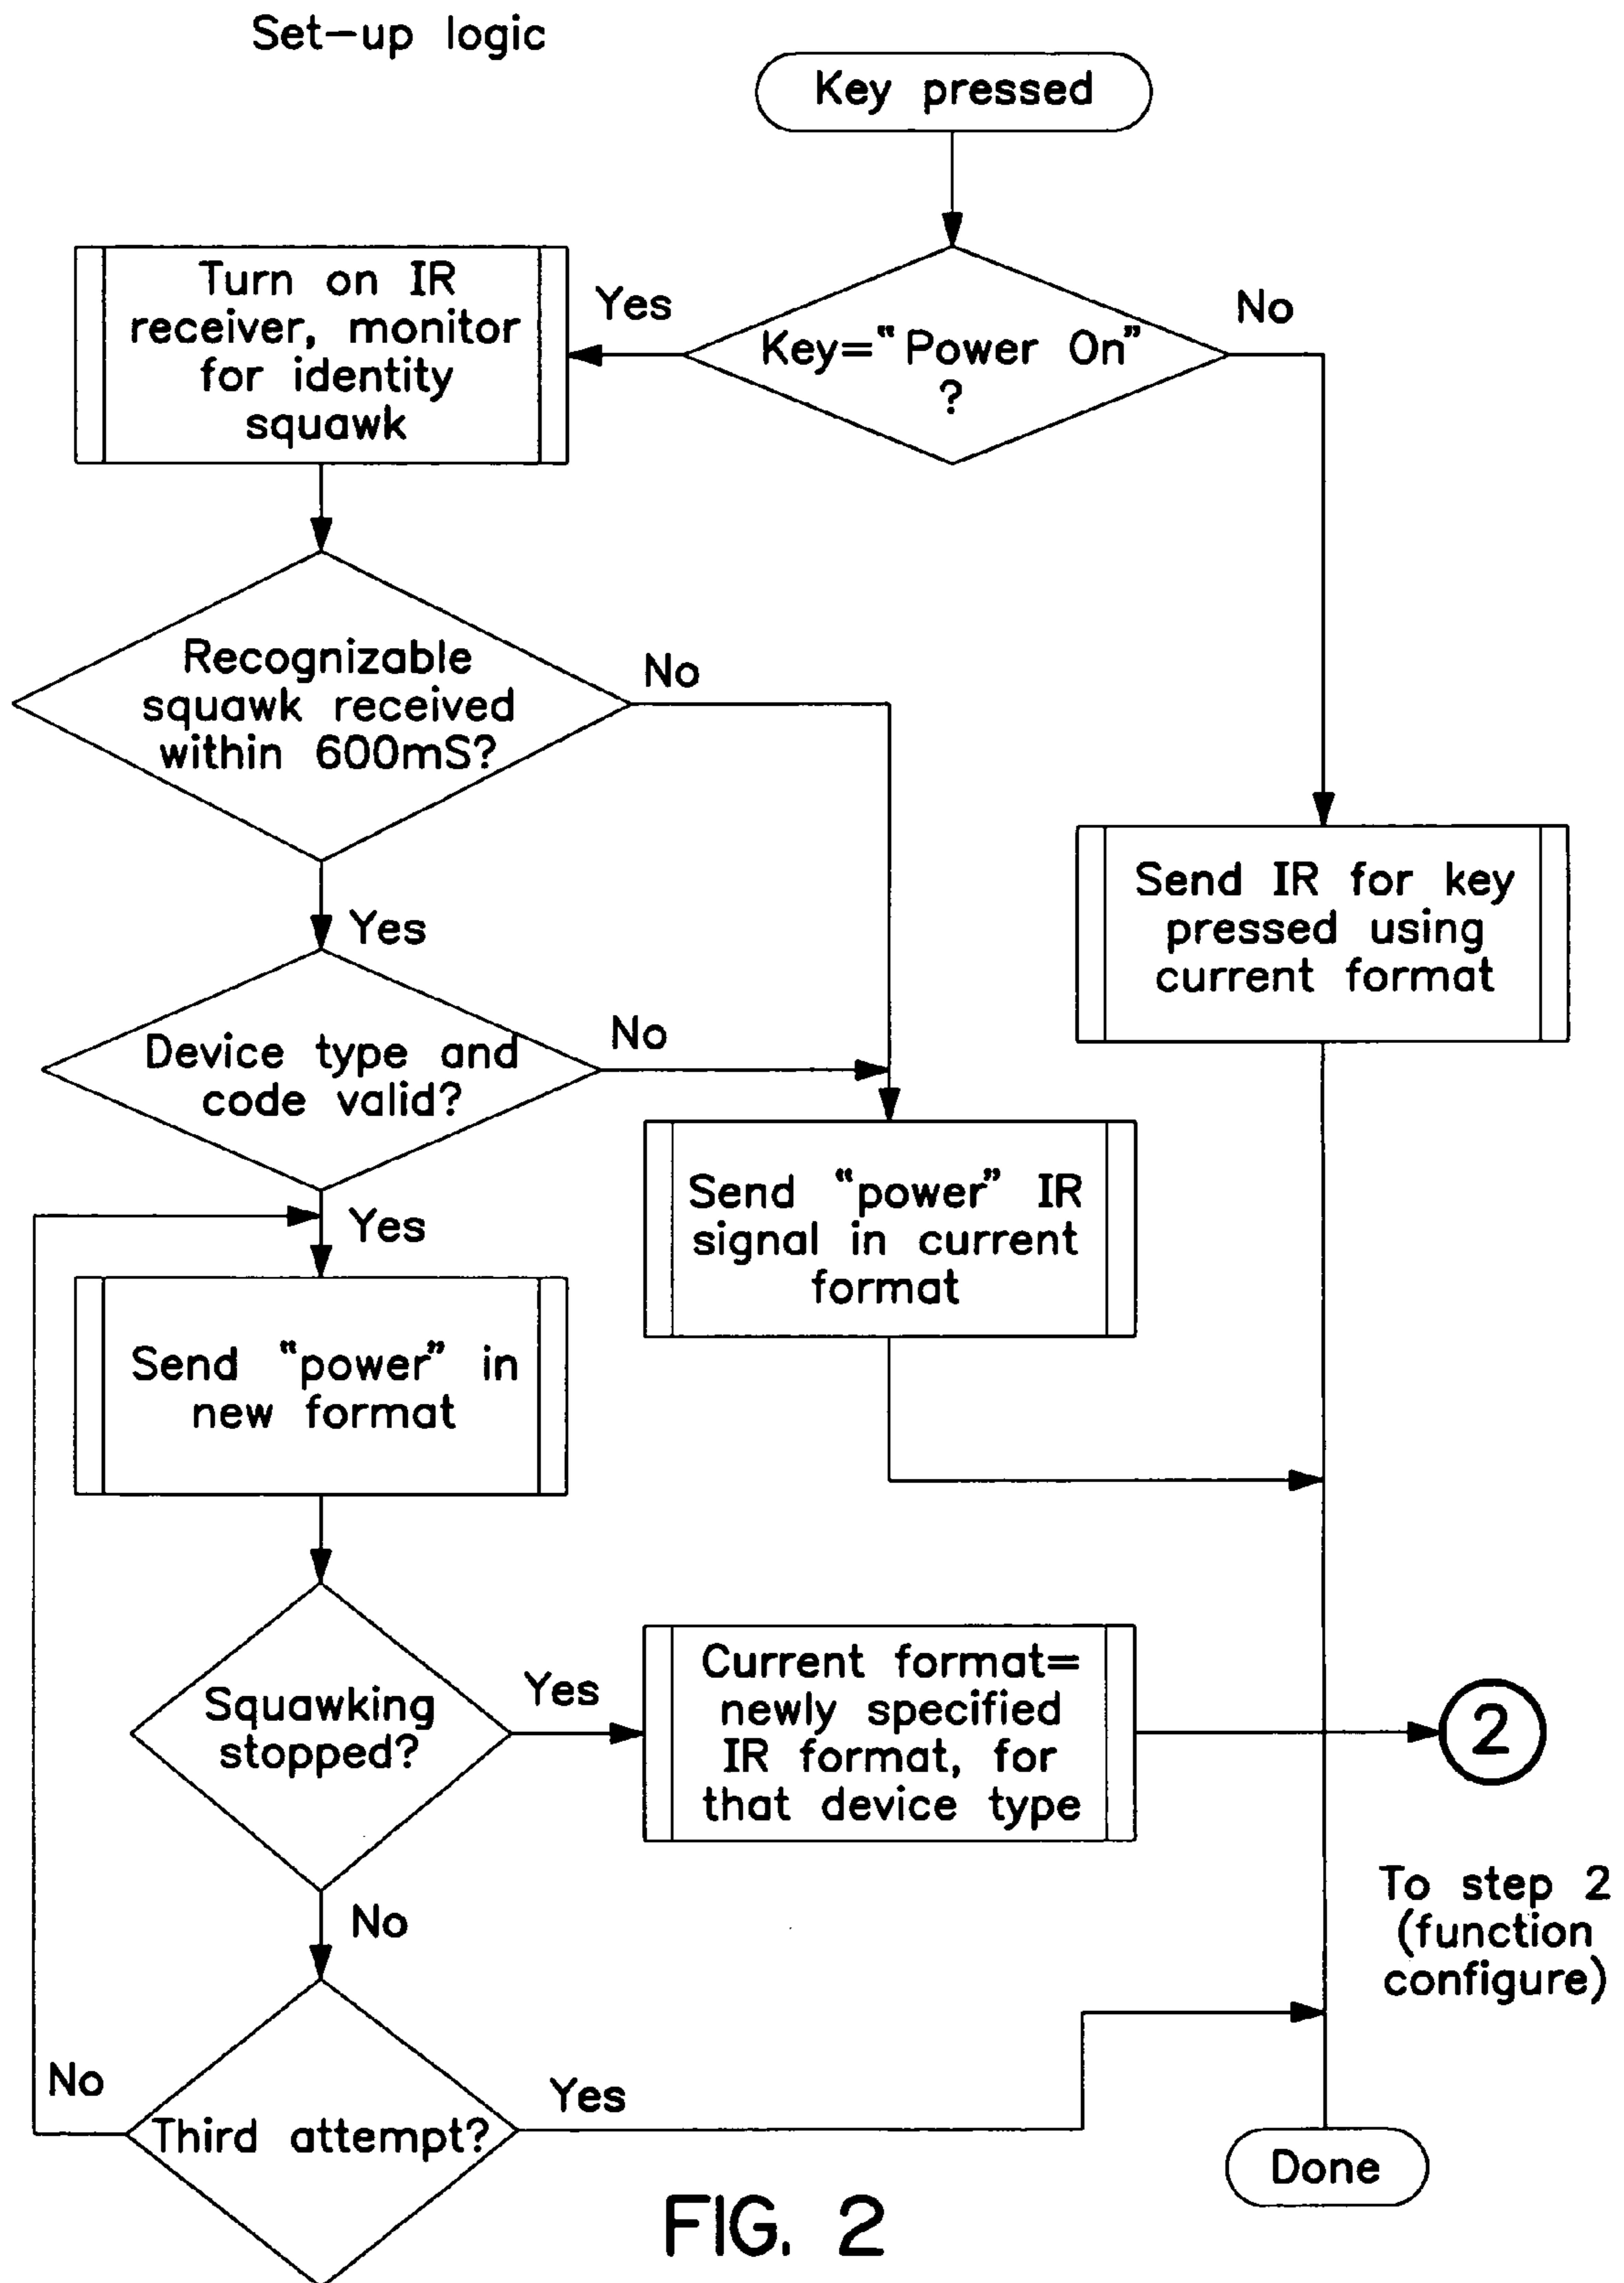 Set-up logic
Key pressed
Key="Power On"
?
Yes
No
Turn on IR
receiver, monitor
for identity
squawk
Recognizable
squawk received
within 600mS?
No
Yes
Send IR for key
pressed using
current format
Device type and
code valid?
No
Yes
Send "power" IR
signal in current
format
Send "power" in
new format
Squawking
stopped?
Yes
No
Current format=
newly specified
IR format, for
that device type
2
To step 2
(function
configure)
Third attempt?
No
Yes
Done
FIG. 2